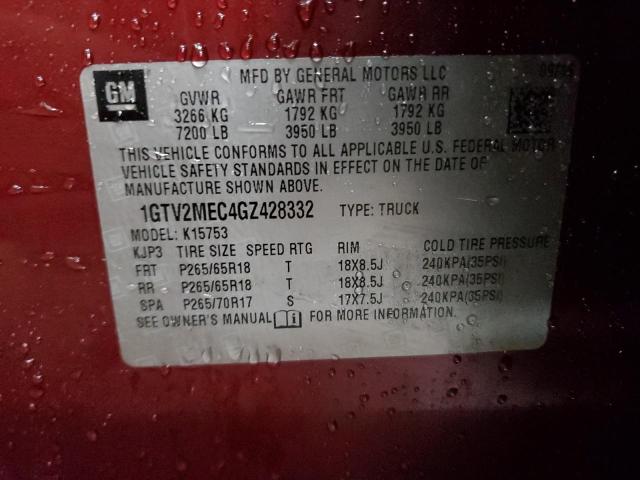 GM
MFD BY GENERAL MOTORS LLC
GVWR GAWR FRT GAWR RR
3266 KG 1792 KG 1792 KG
7200 LB 3950 LB 3950 LB
THIS VEHICLE CONFORMS TO ALL APPLICABLE U.S. FEDERAL MOTOR
VEHICLE SAFETY STANDARDS IN EFFECT ON THE DATE OF
MANUFACTURE SHOWN ABOVE.
1GTV2MEC4GZ428332 TYPE: TRUCK
MODEL: K15753
KJP3 TIRE SIZE SPEED RTG RIM COLD TIRE PRESSURE
FRT P265/65R18 T 18X8.5J 240KPA(35PSI)
RR P265/65R18 T 18X8.5J 240KPA(35PSI)
SPA P265/70R17 S 17X7.5J 240KPA(35PSI)
SEE OWNER'S MANUAL FOR MORE INFORMATION.